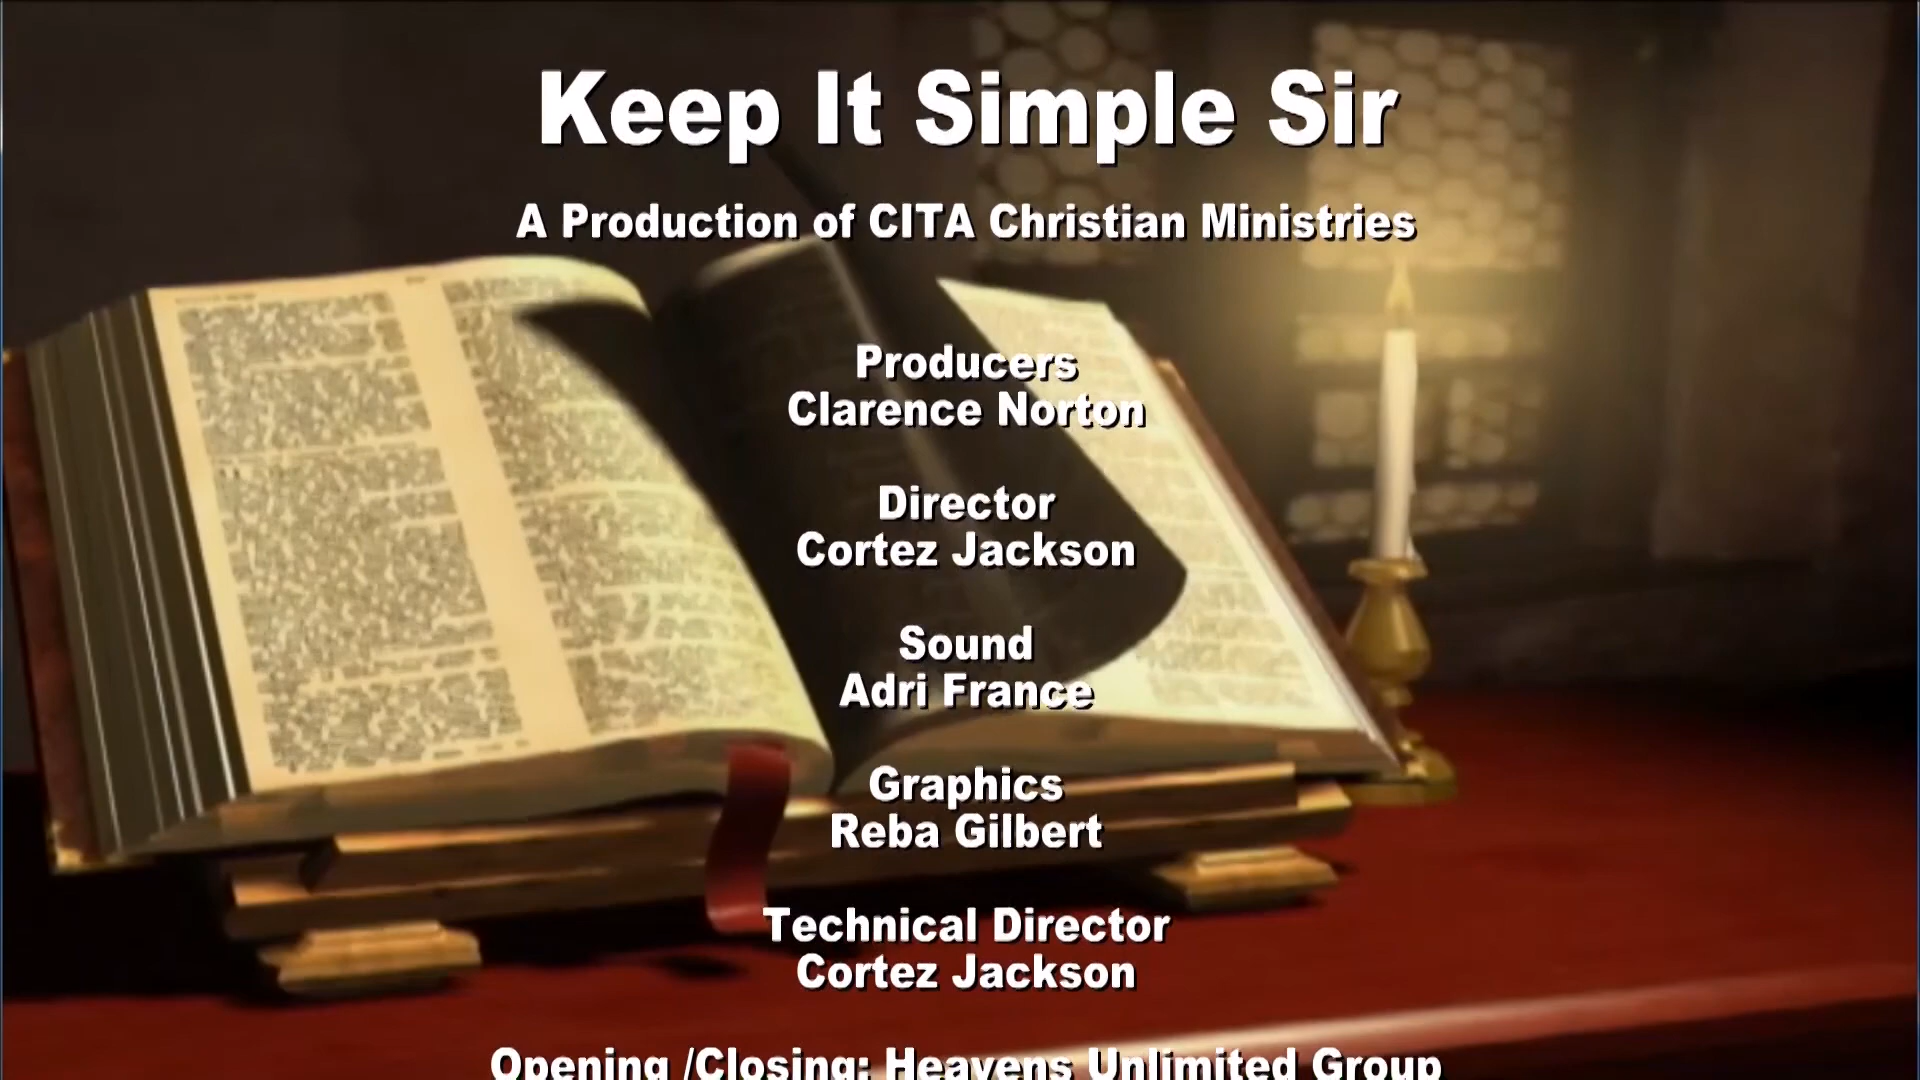 Keep It Simple Sir
A Production of CITA Christian Ministries
Producers
Clarence Norton
Director
Cortez Jackson
Sound
Adri France
Graphics
Reba Gilbert
Technical Director
Cortez Jackson
Opening /Closing: Heavens Unlimited Group